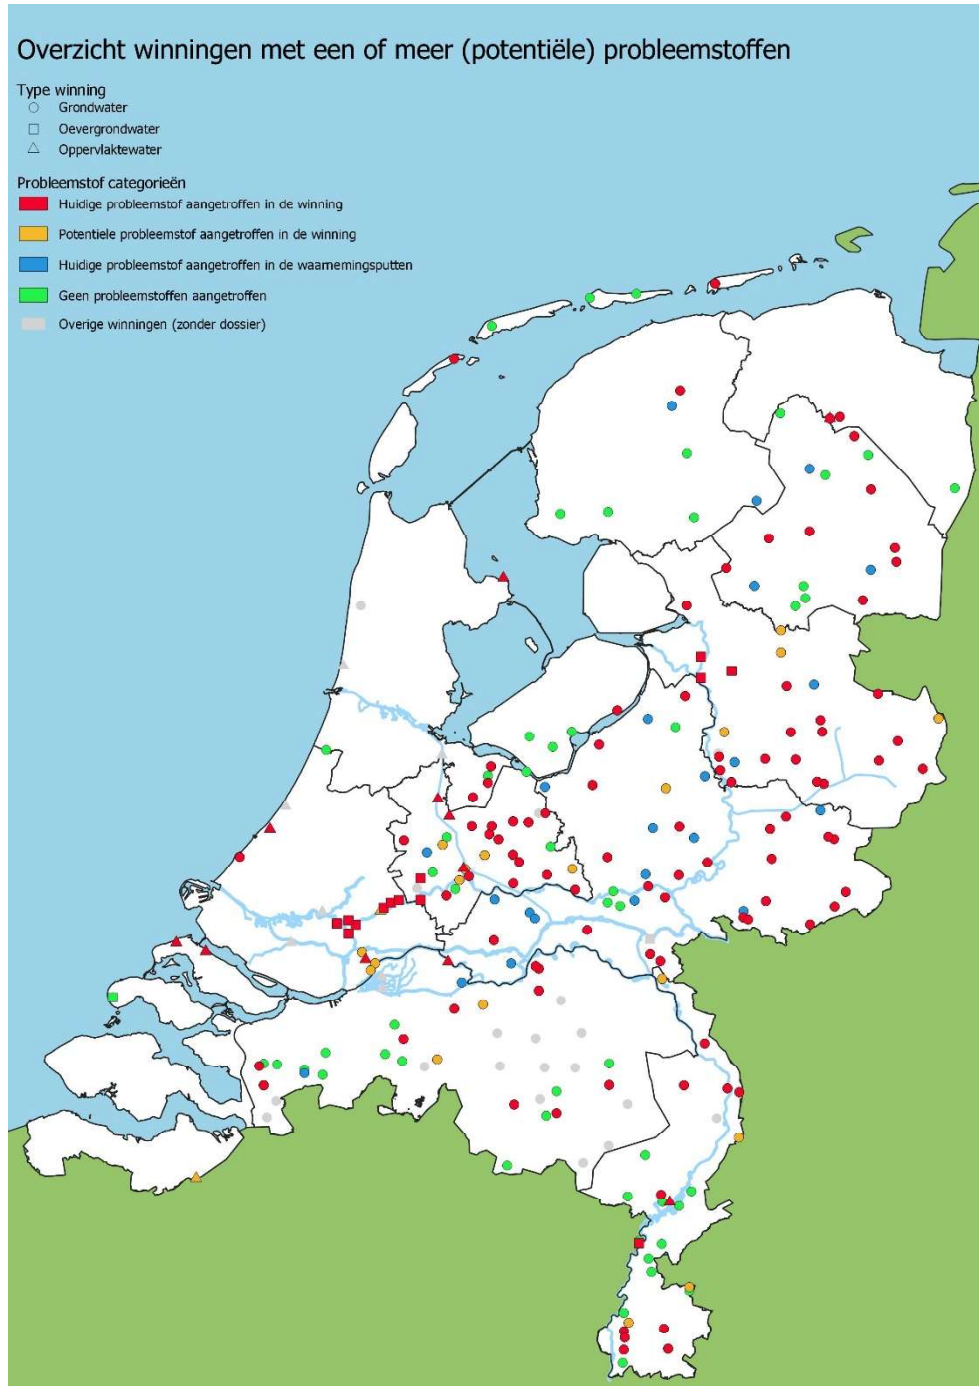 Overzicht winningen met een of meer (potentiële) probleemstoffen
Type winning
Grondwater
Oevergrondwater
Oppervlaktewater
Probleemstof categorieën
Huidige probleemstof aangetroffen in de winning
Potentiele probleemstof aangetroffen in de winning
Huidige probleemstof aangetroffen in de waarnemingsputten
Geen probleemstoffen aangetroffen
Overige winningen (zonder dossier)